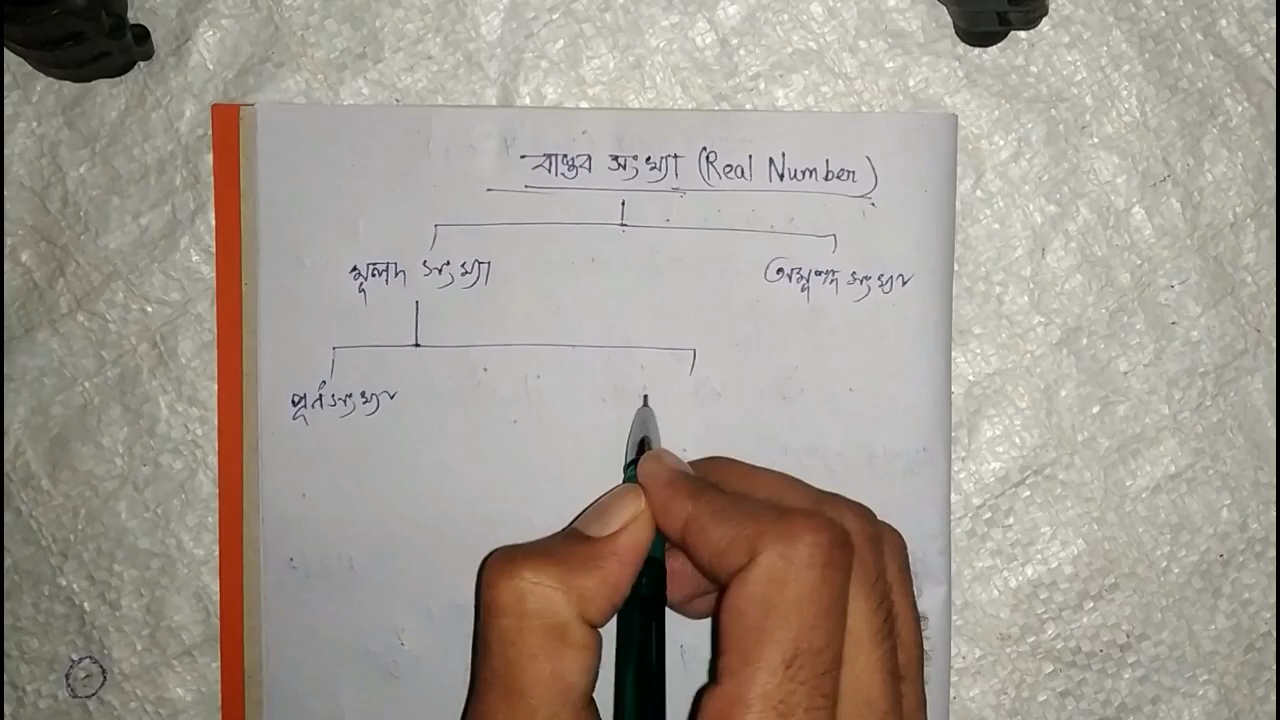 বাস্তব সংখ্যা (Real Number)
মূলদ সংখ্যা অমূলদ সংখ্যা
পূর্ণসংখ্যা